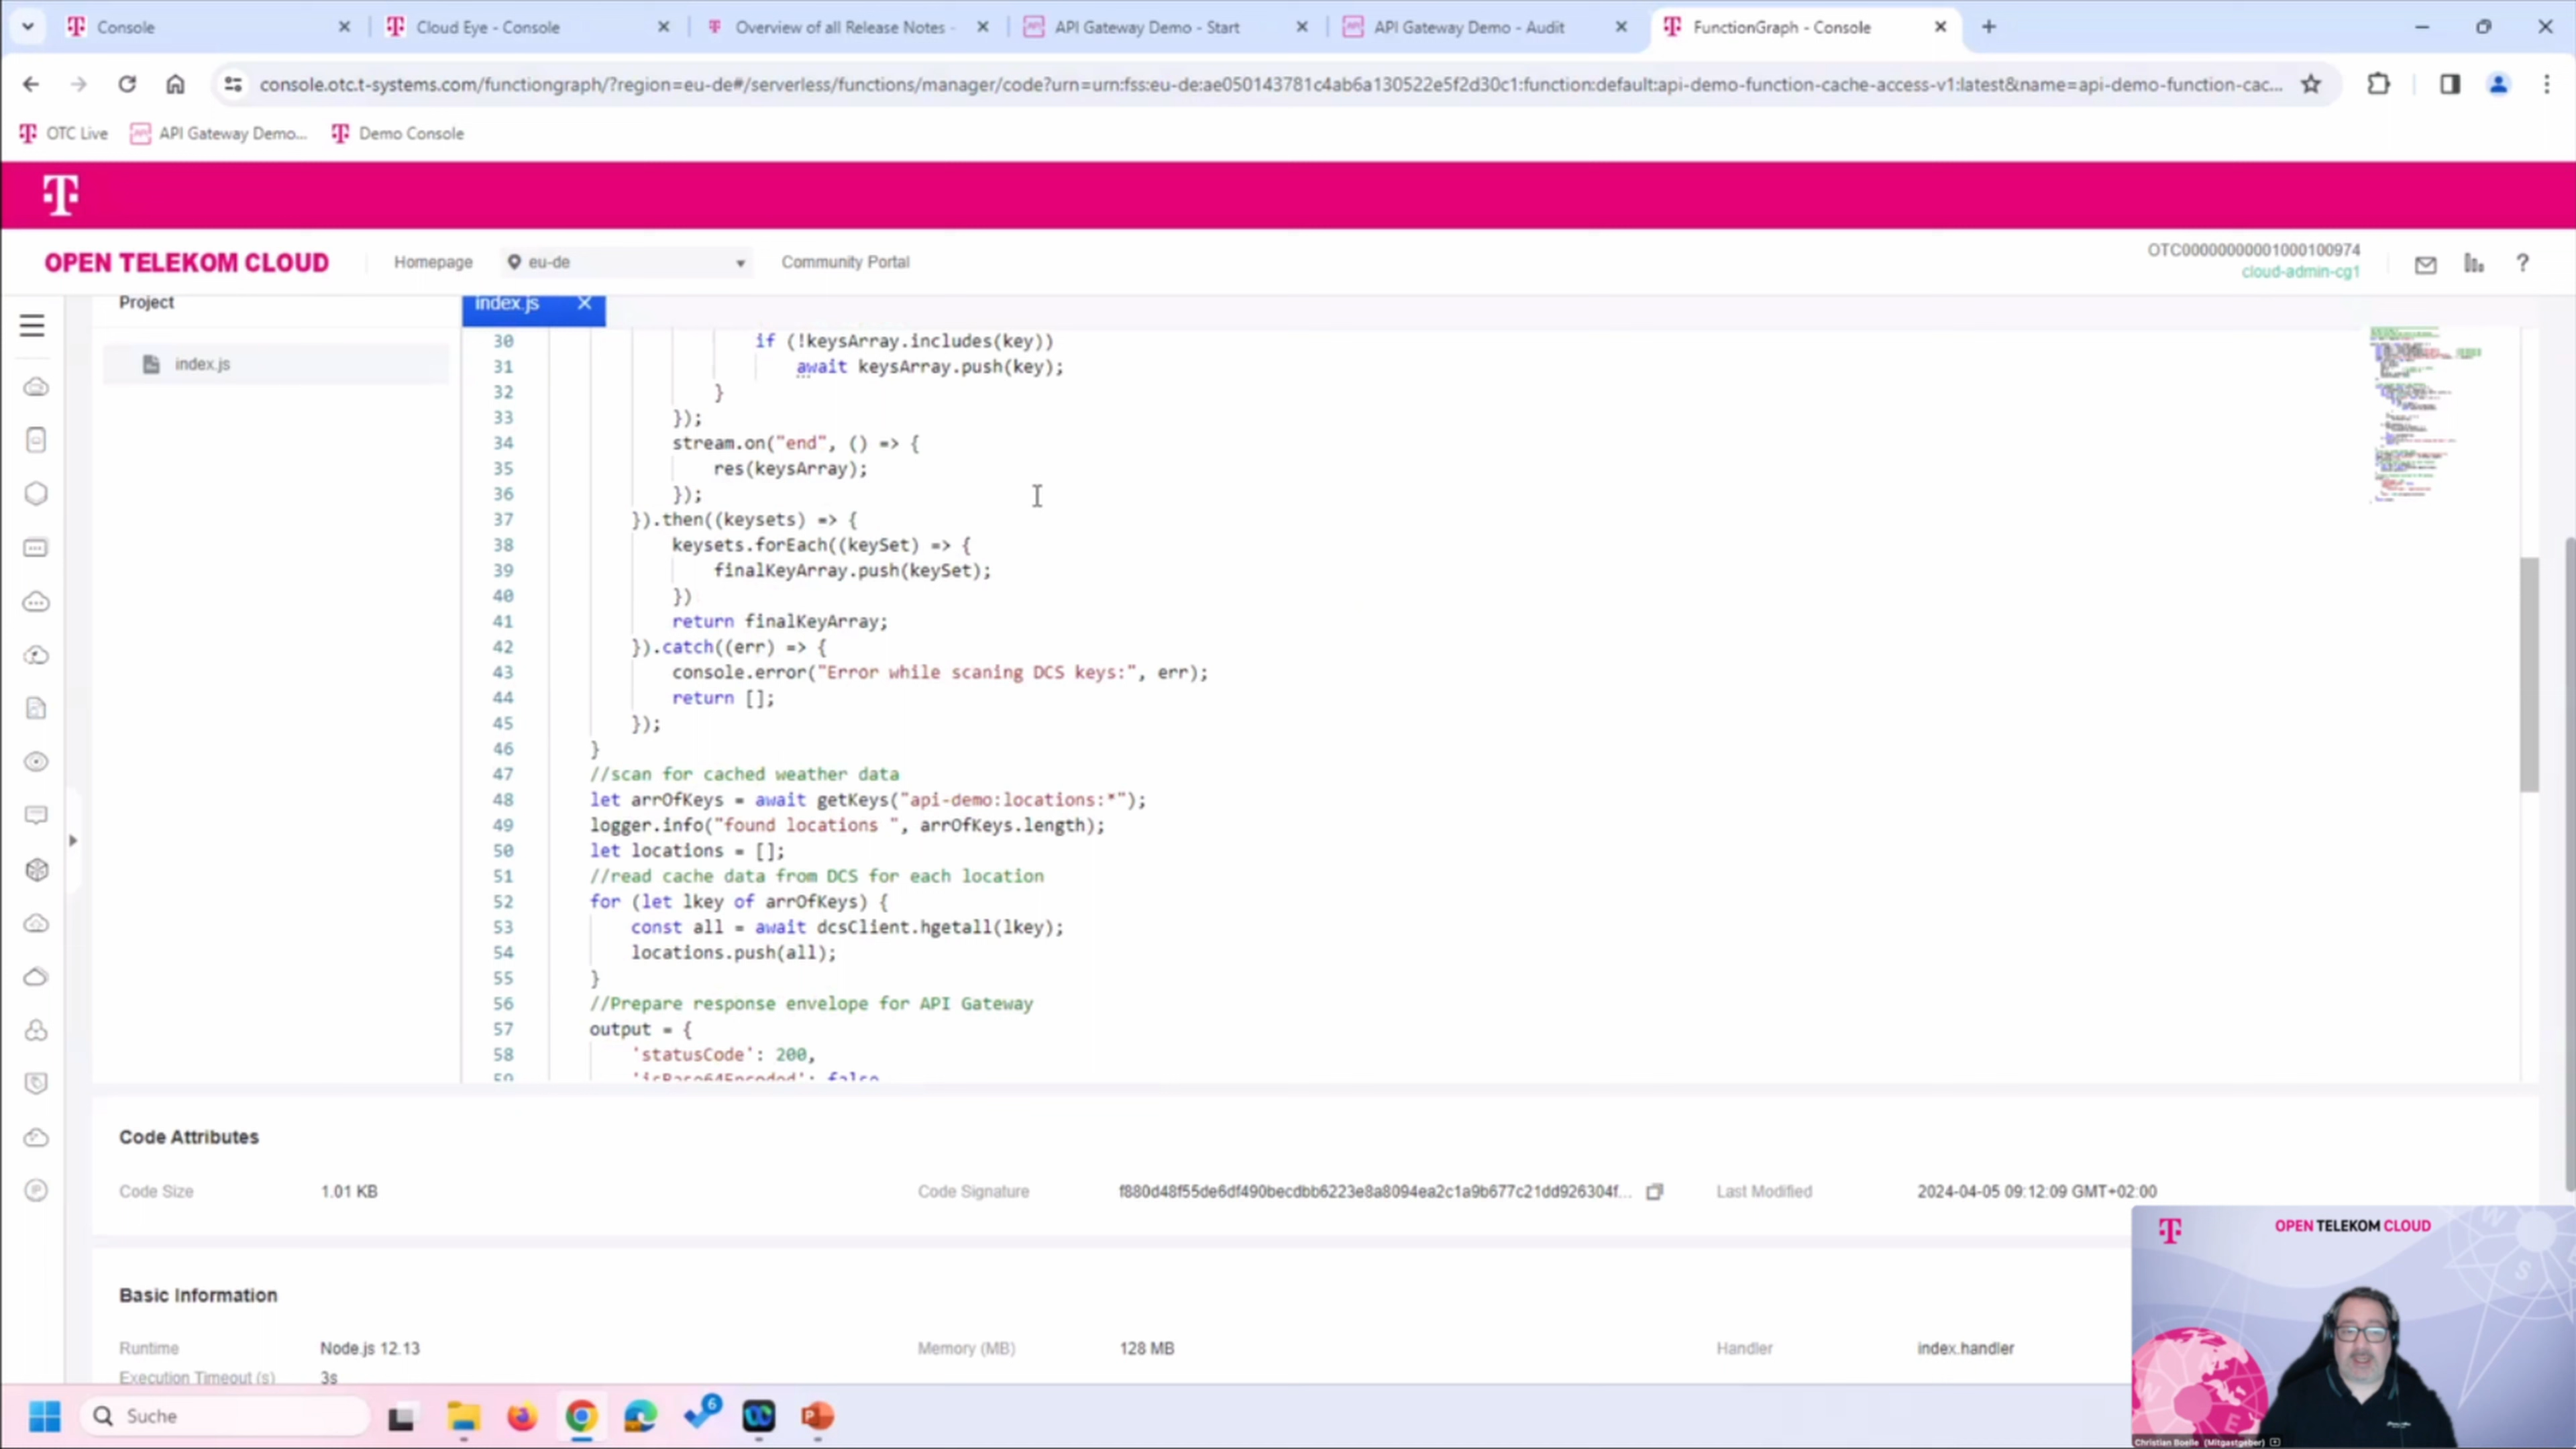 Console
Cloud Eye - Console
Overview of all Release Notes -
API Gateway Demo - Start
API Gateway Demo - Audit
FunctionGraph - Console
console.otc.t-systems.com/functiongraph/?region=eu-de#/serverless/functions/manager/code?urn=urn:fss:eu-de:ae050143781c4ab6a130522e5f2d30c1:function:default:api-demo-function-cache-access-v1:latest&name=api-demo-function-cac...
OTC Live
API Gateway Demo...
Demo Console
T
OPEN TELEKOM CLOUD
Homepage
eu-de
Community Portal
OTC00000000001000100974
cloud-admin-cg1
?
Project
index.js
index.js
30 if (!keysArray.includes(key))
31 await keysArray.push(key);
32 }
33 });
34 stream.on("end", () => {
35 res(keysArray);
36 });
37 }).then((keysets) => {
38 keysets.forEach((keySet) => {
39 finalKeyArray.push(keySet);
40 })
41 return finalKeyArray;
42 }).catch((err) => {
43 console.error("Error while scaning DCS keys:", err);
44 return [];
45 });
46 }
47 //scan for cached weather data
48 let arrOfKeys = await getKeys("api-demo:locations:*");
49 logger.info("found locations ", arrOfKeys.length);
50 let locations = [];
51 //read cache data from DCS for each location
52 for (let lkey of arrOfKeys) {
53 const all = await dcsClient.hgetall(lkey);
54 locations.push(all);
55 }
56 //Prepare response envelope for API Gateway
57 output = {
58 'statusCode': 200,
59 'isBase64Encoded': false
Code Attributes
Code Size 1.01 KB
Code Signature f880d48f55de6df490becdbb6223e8a8094ea2c1a9b677c21dd926304f...
Last Modified 2024-04-05 09:12:09 GMT+02:00
Basic Information
Runtime Node.js 12.13
Memory (MB) 128 MB
Handler index.handler
Execution Timeout (s) 3s
T
OPEN TELEKOM CLOUD
Christian Boelle (Mitgastgeber)
Suche
6